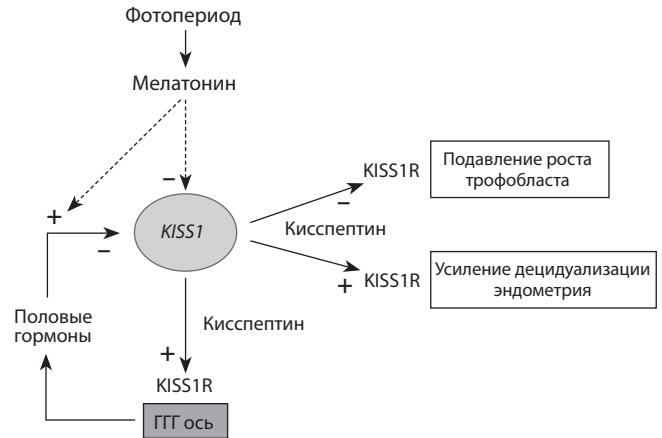 Фотопериод
Мелатонин
–
+
KISS1
–
KISS1R
–
Подавление роста
трофобласта
Кисспептин
+
KISS1R
Усиление децидуализации
эндометрия
Половые
гормоны
Кисспептин
+
KISS1R
ГГГ ось